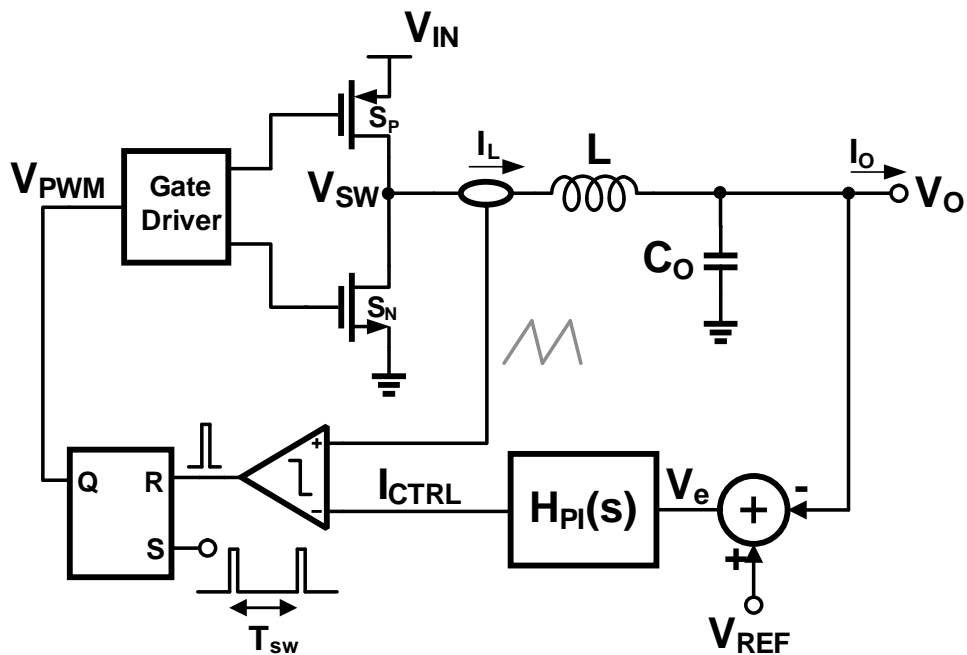 V_IN
S_P
I_L
L
I_O
V_PWM
Gate
Driver
V_SW
V_O
C_O
S_N
+
Q
R
I_CTRL
H_PI(s)
V_e
-
+
S
−
+
T_sw
V_REF